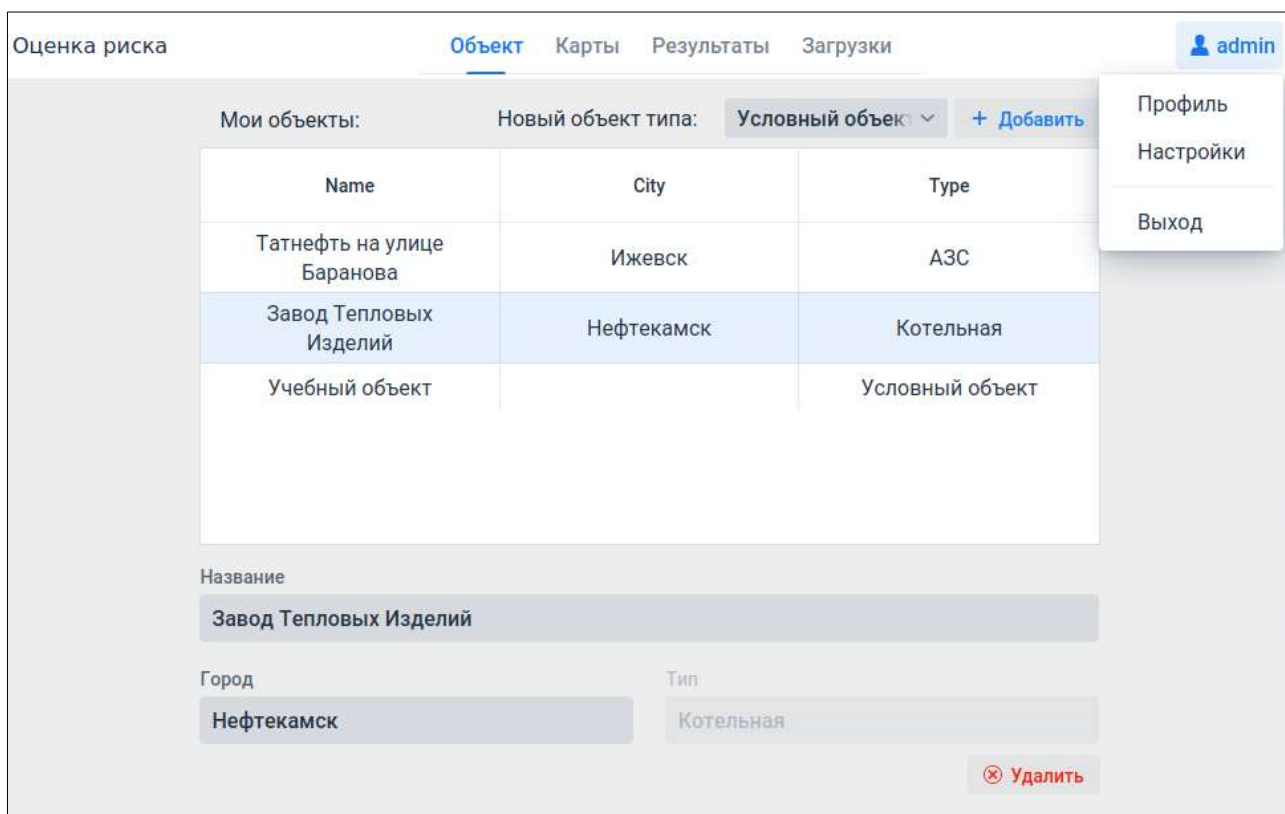 Оценка риска
Объект Карты Результаты Загрузки
admin
Профиль
Настройки
Выход
Мои объекты: Новый объект типа: Условный объек + Добавить
Name City Type
Татнефть на улице
Баранова
Ижевск АЗС
Завод Тепловых
Изделий
Нефтекамск Котельная
Учебный объект Условный объект
Название
Завод Тепловых Изделий
Город Тип
Нефтекамск Котельная
Удалить